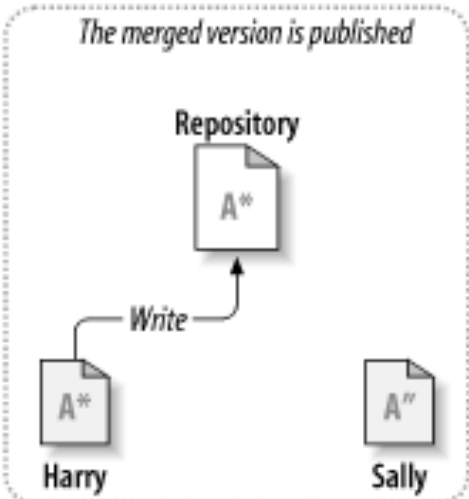 The merged version is published
Repository
A*
Write
A*
A"
Harry
Sally